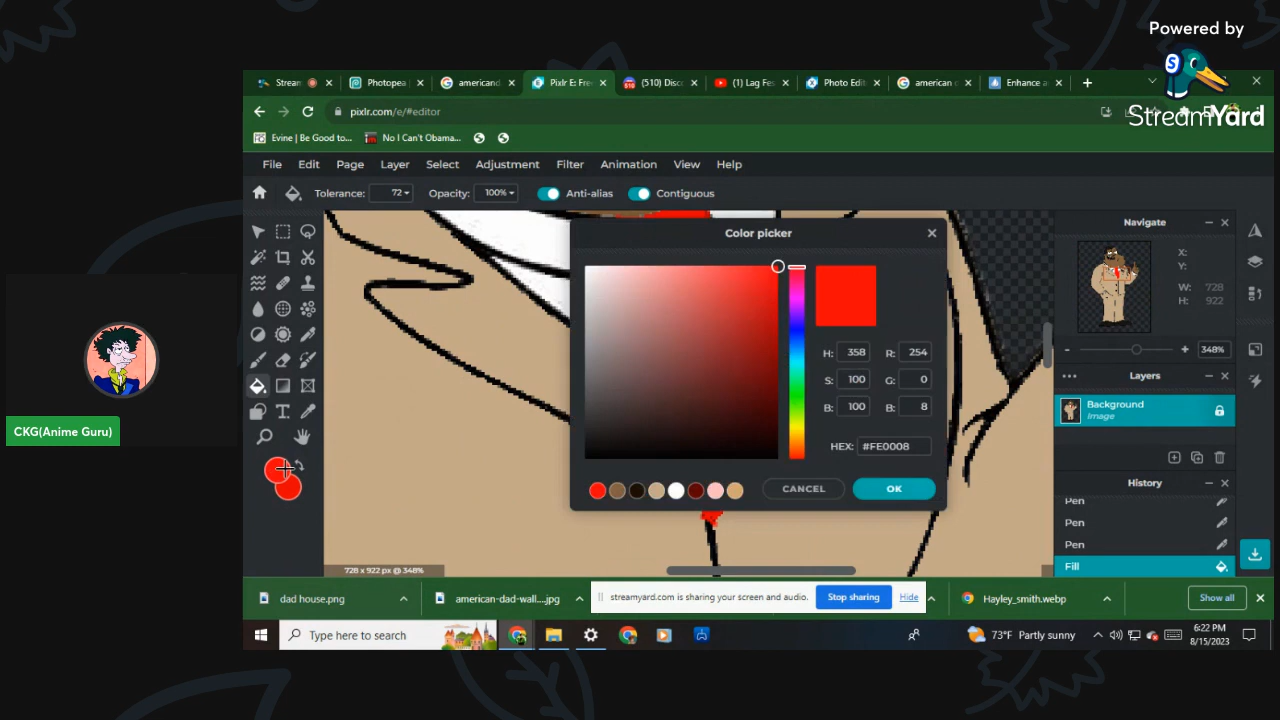 Powered by
StreamYard
Stream
Photopea
americand
Pixlr E: Fre
(510) Disc
(1) Lag Fes
Photo Edit
american d
Enhance a
pixlr.com/e/#editor
Evine | Be Good to...
No I Can't Obama...
File Edit Page Layer Select Adjustment Filter Animation View Help
Tolerance: 72 Opacity: 100% Anti-alias Contiguous
Color picker
H: 358 R: 254
S: 100 G: 0
B: 100 B: 8
HEX: #FE0008
CANCEL OK
Navigate
X:
Y:
W: 728
H: 922
348%
Layers
Background
Image
History
Pen
Pen
Pen
Fill
728 x 922 px @ 348%
CKG(Anime Guru)
dad house.png
american-dad-wall....jpg
streamyard.com is sharing your screen and audio.
Stop sharing
Hide
Hayley_smith.webp
Show all
Type here to search
73°F Partly sunny
6:22 PM
8/15/2023